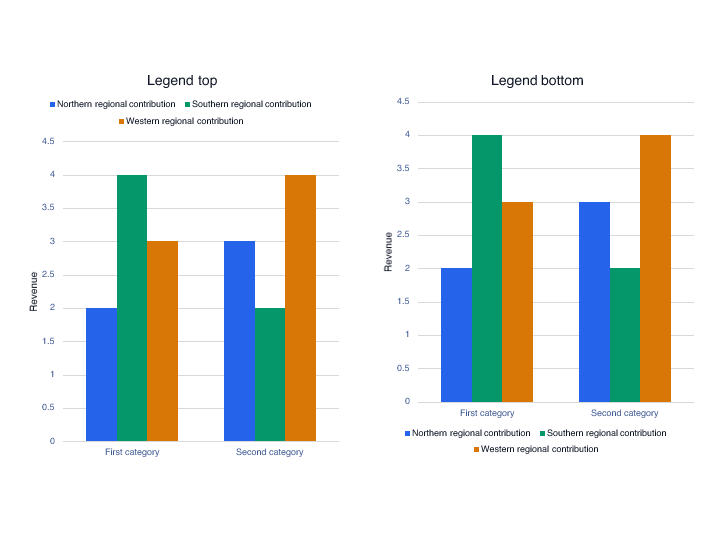 Legend top
Northern regional contribution Southern regional contribution
Western regional contribution
4.5
4
3.5
3
2.5
2
1.5
1
0.5
0
Revenue
First category Second category
Legend bottom
4.5
4
3.5
3
2.5
2
1.5
1
0.5
0
Revenue
First category Second category
Northern regional contribution Southern regional contribution
Western regional contribution